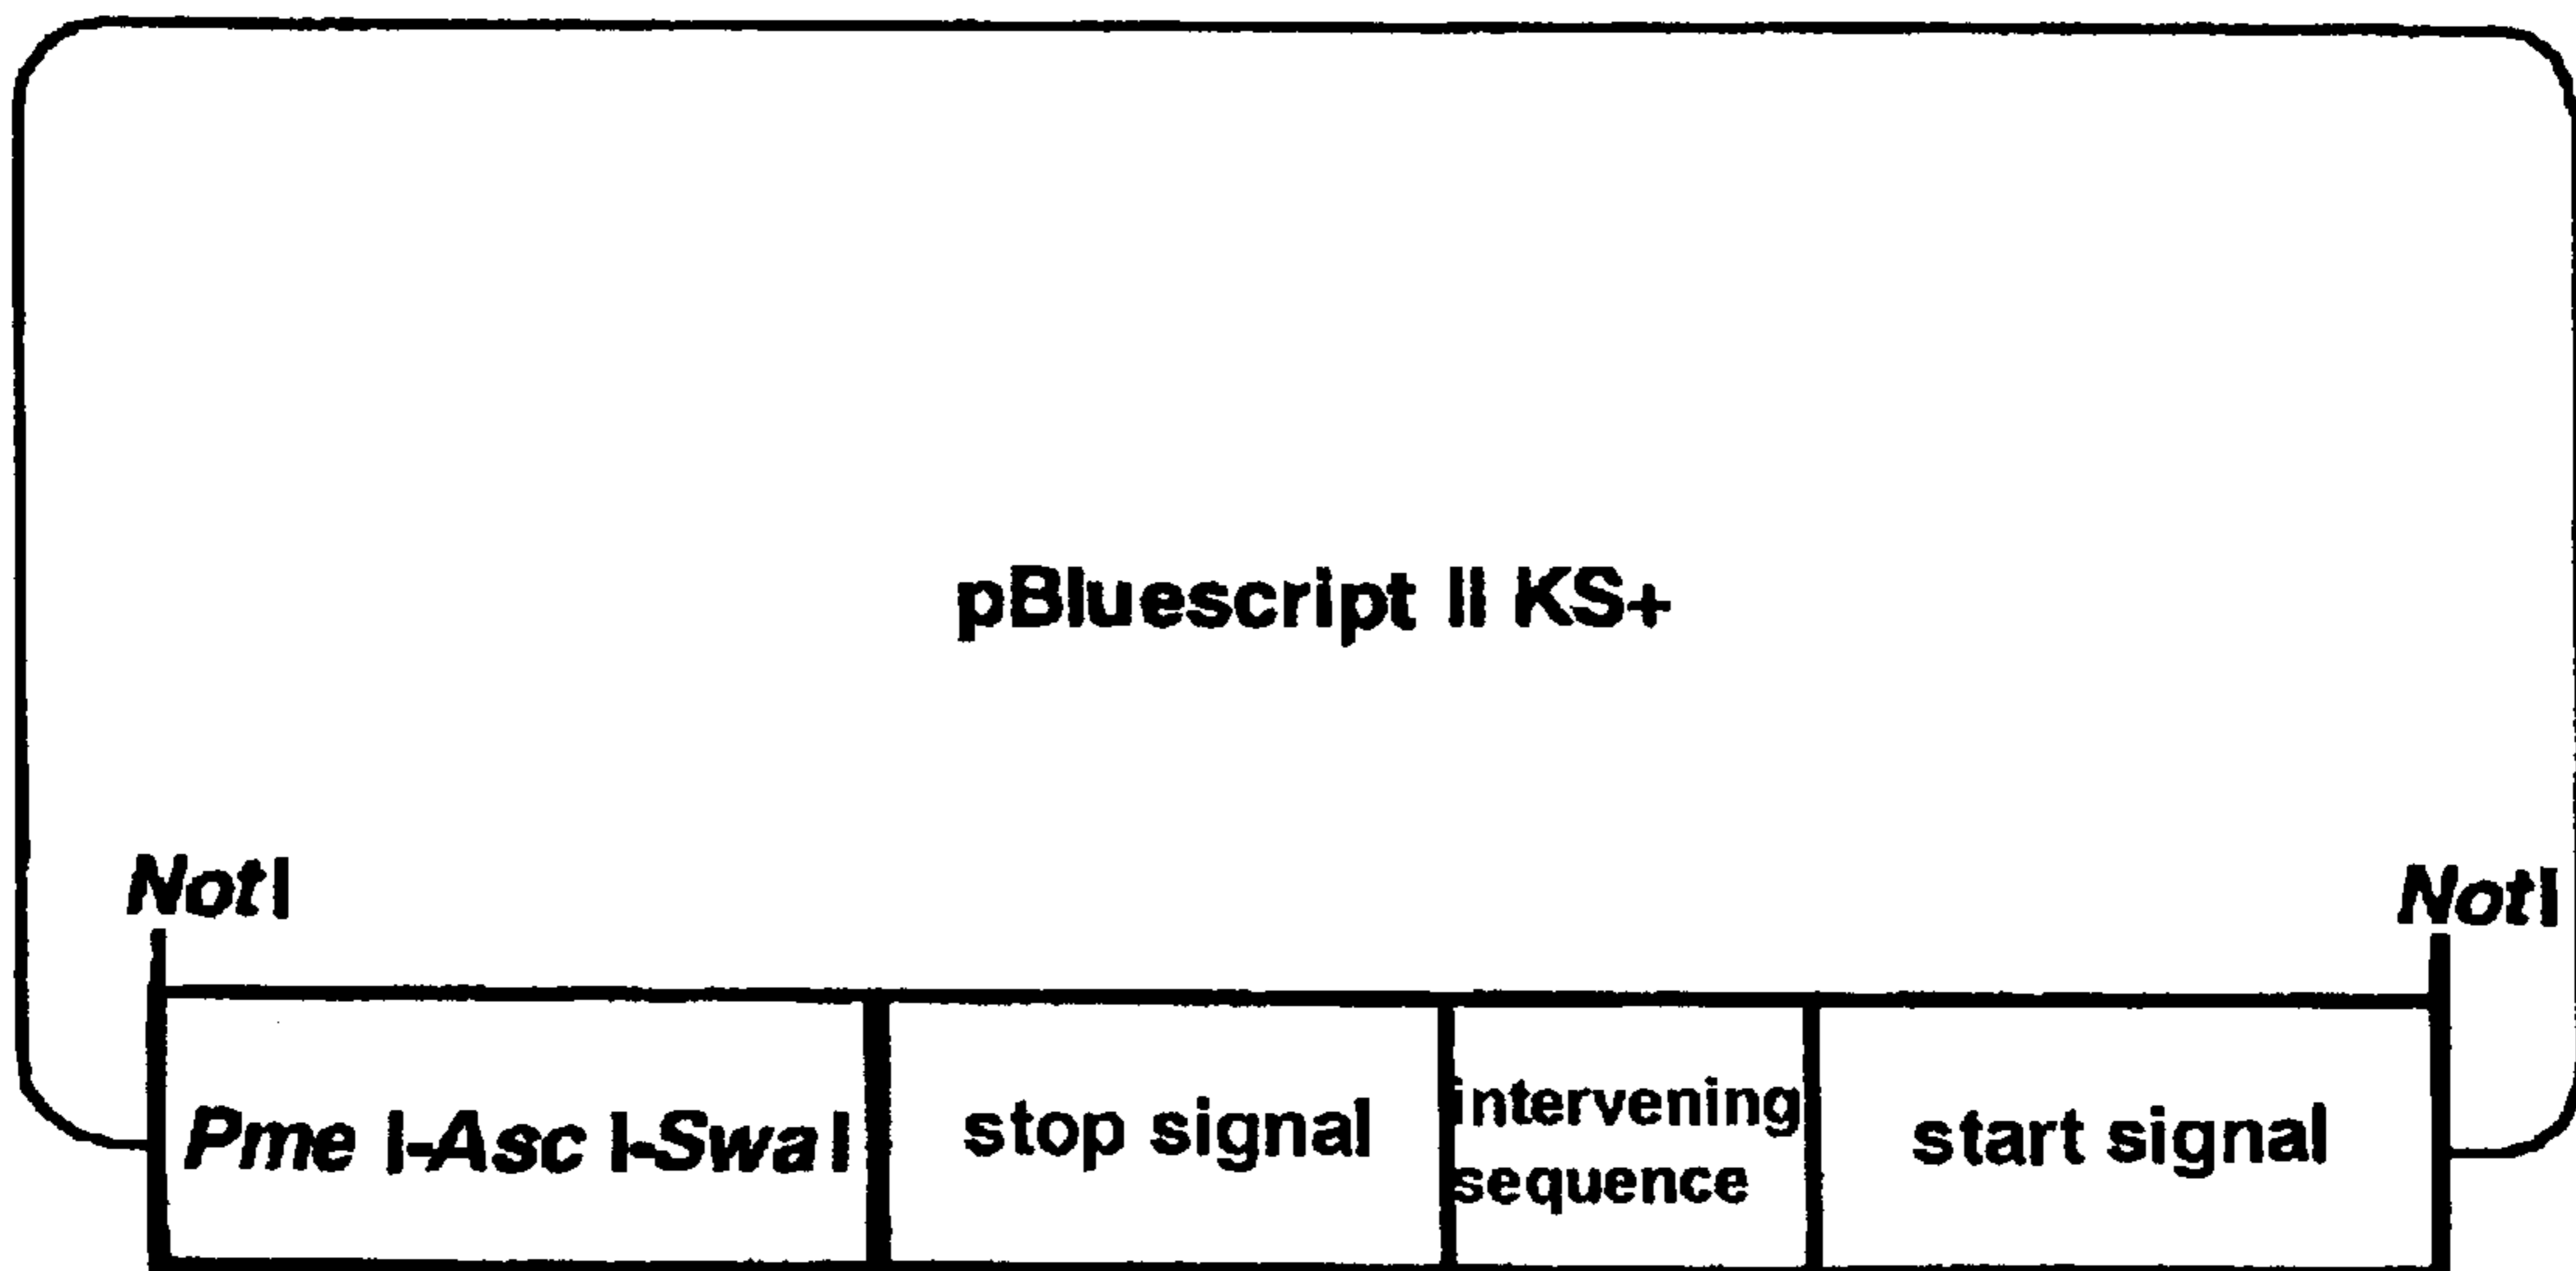 pBluescript II KS+
NotI NotI
Pme I-Asc I-Swa I stop signal intervening sequence start signal